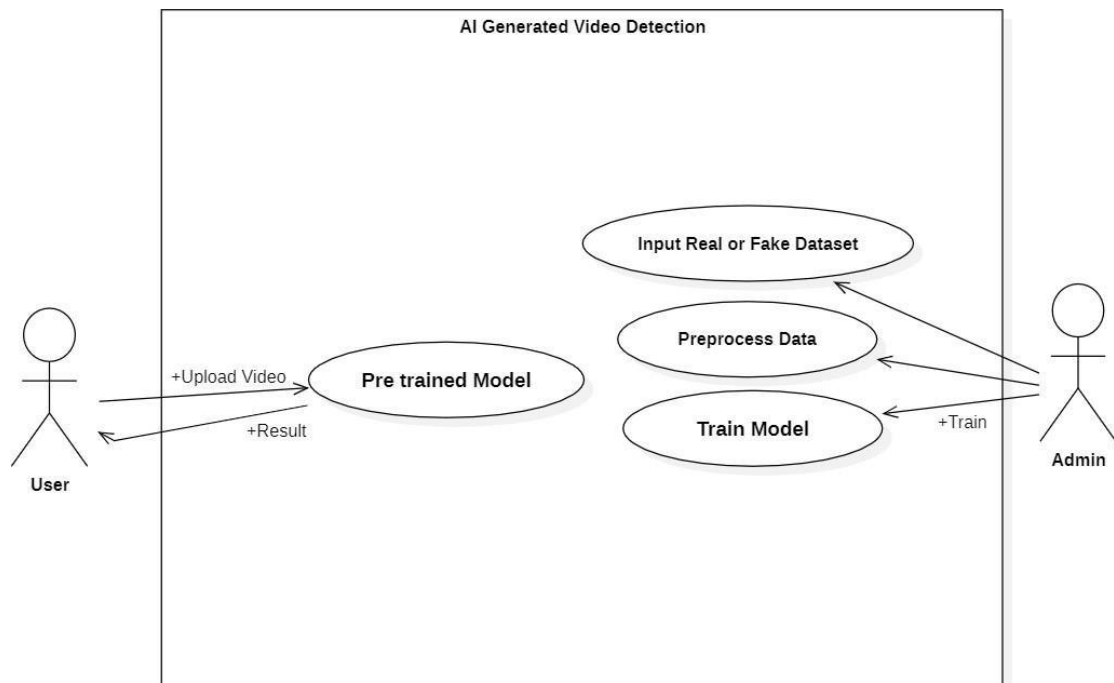 AI Generated Video Detection
Input Real or Fake Dataset
Preprocess Data
+Upload Video
Pre trained Model
+Result
Train Model
+Train
User
Admin